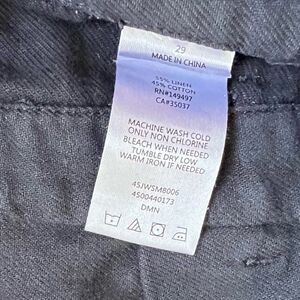 29
MADE IN CHINA
55% LINEN
45% COTTON
RN#149497
CA#35037
MACHINE WASH COLD
ONLY NON CHLORINE
BLEACH WHEN NEEDED
TUMBLE DRY LOW
WARM IRON IF NEEDED
45JWSM8006
4500440173
DMN